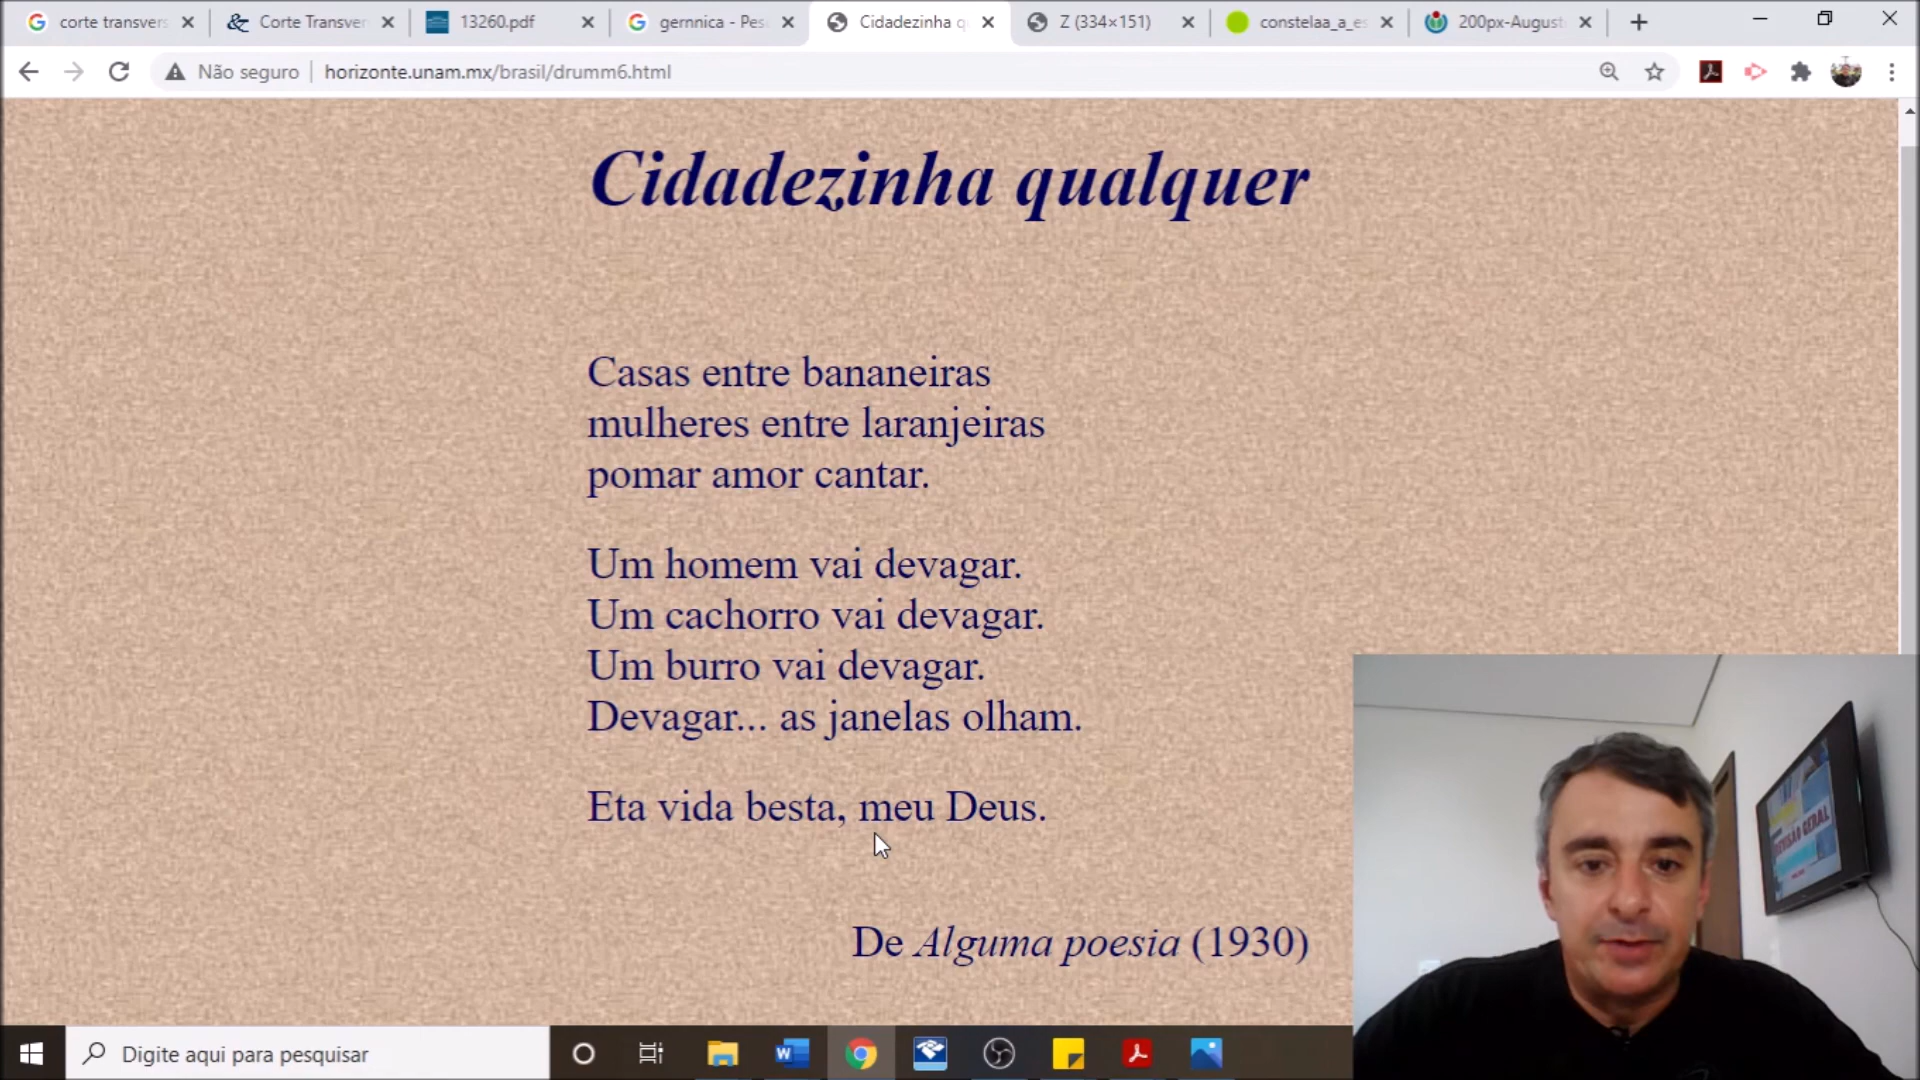 corte transvers
Corte Transver
13260.pdf
gernnica - Pes
Cidadezinha q
Z (334×151)
constelaa_a_es
200px-August
Não seguro
horizonte.unam.mx/brasil/drumm6.html
Cidadezinha qualquer
Casas entre bananeiras
mulheres entre laranjeiras
pomar amor cantar.
Um homem vai devagar.
Um cachorro vai devagar.
Um burro vai devagar.
Devagar... as janelas olham.
Eta vida besta, meu Deus.
De Alguma poesia (1930)
REVISÃO GERAL
Digite aqui para pesquisar